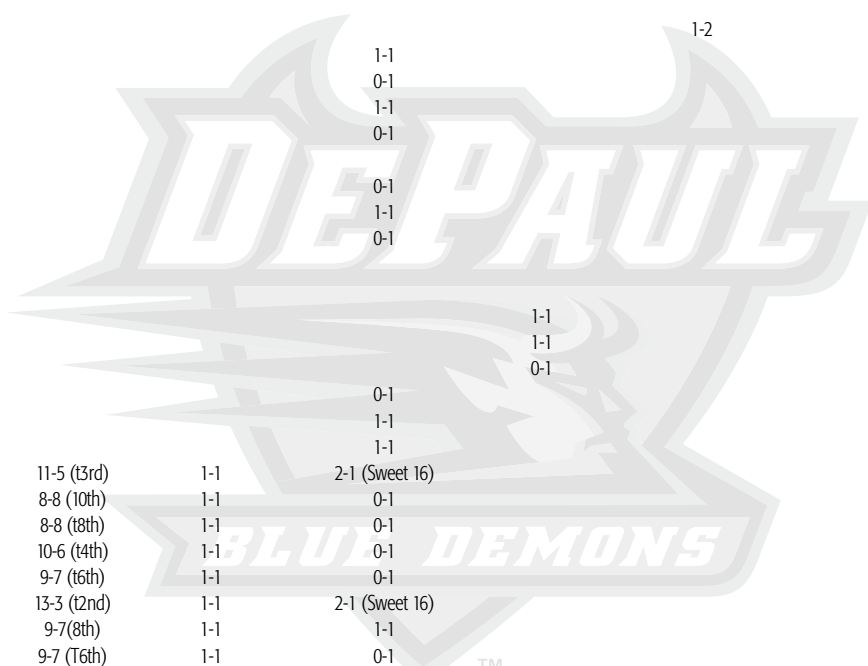 1-2
1-1
0-1
1-1
0-1
0-1
1-1
0-1
1-1
1-1
0-1
0-1
1-1
1-1
11-5 (t3rd) 1-1 2-1 (Sweet 16)
8-8 (10th) 1-1 0-1
8-8 (t8th) 1-1 0-1
10-6 (t4th) 1-1 0-1
9-7 (t6th) 1-1 0-1
13-3 (t2nd) 1-1 2-1 (Sweet 16)
9-7(8th) 1-1 1-1
9-7 (T6th) 1-1 0-1
DEPAUL
BLUE DEMONS
TM